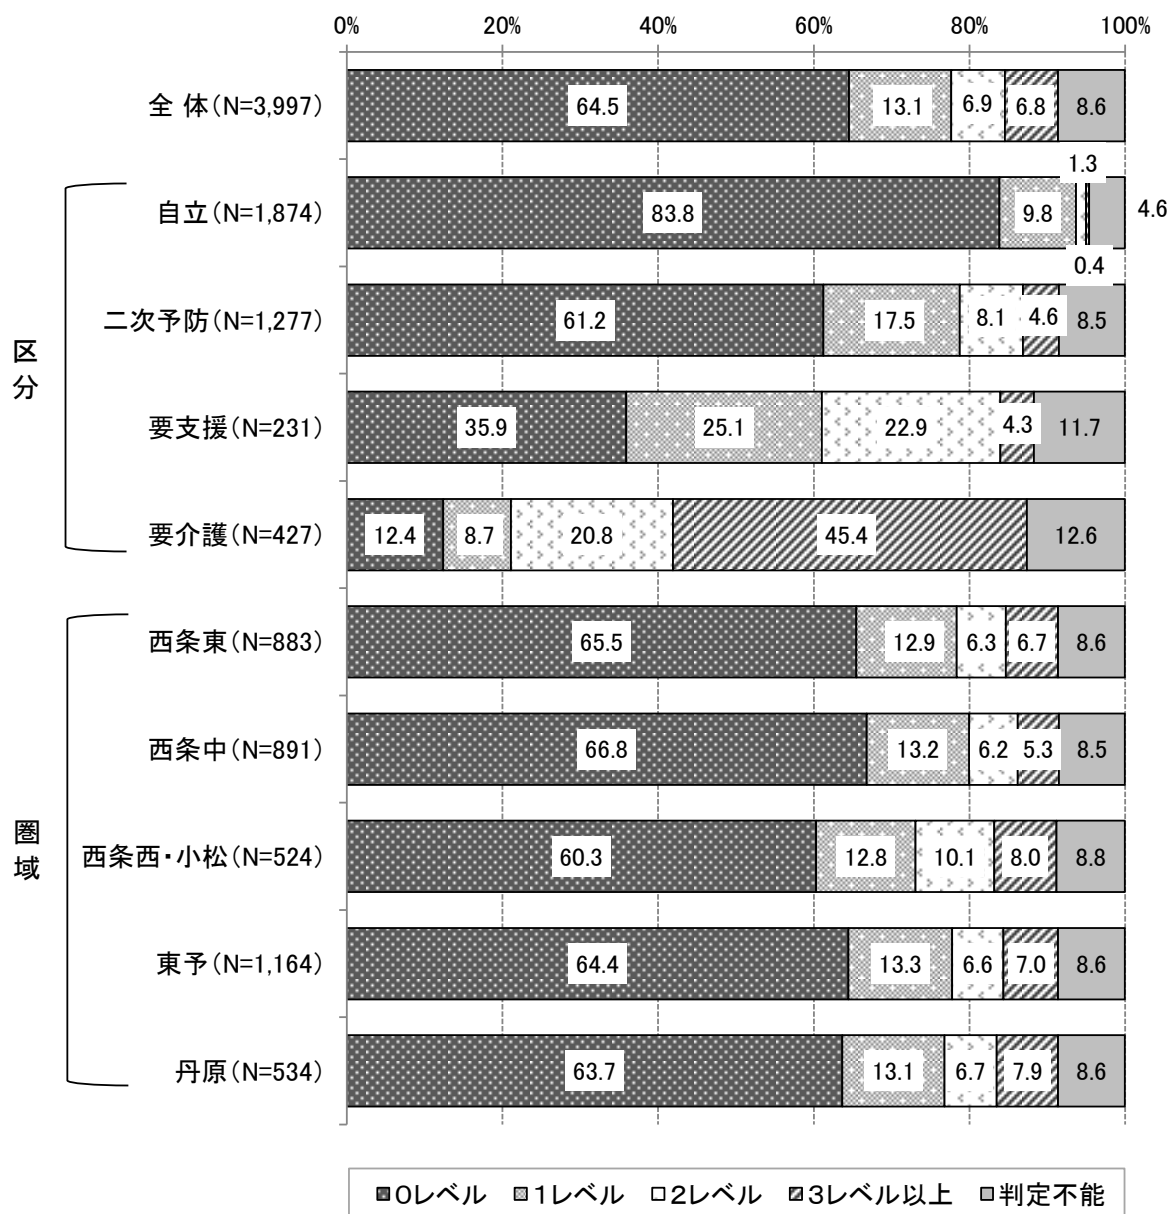 0% 20% 40% 60% 80% 100%
全 体(N=3,997) 64.5 13.1 6.9 6.8 8.6
自立(N=1,874) 83.8 9.8 1.3 0.4 4.6
二次予防(N=1,277) 61.2 17.5 8.1 4.6 8.5
区分
要支援(N=231) 35.9 25.1 22.9 4.3 11.7
要介護(N=427) 12.4 8.7 20.8 45.4 12.6
西条東(N=883) 65.5 12.9 6.3 6.7 8.6
西条中(N=891) 66.8 13.2 6.2 5.3 8.5
圏域
西条西・小松(N=524) 60.3 12.8 10.1 8.0 8.8
東予(N=1,164) 64.4 13.3 6.6 7.0 8.6
丹原(N=534) 63.7 13.1 6.7 7.9 8.6
0レベル 1レベル 2レベル 3レベル以上 判定不能